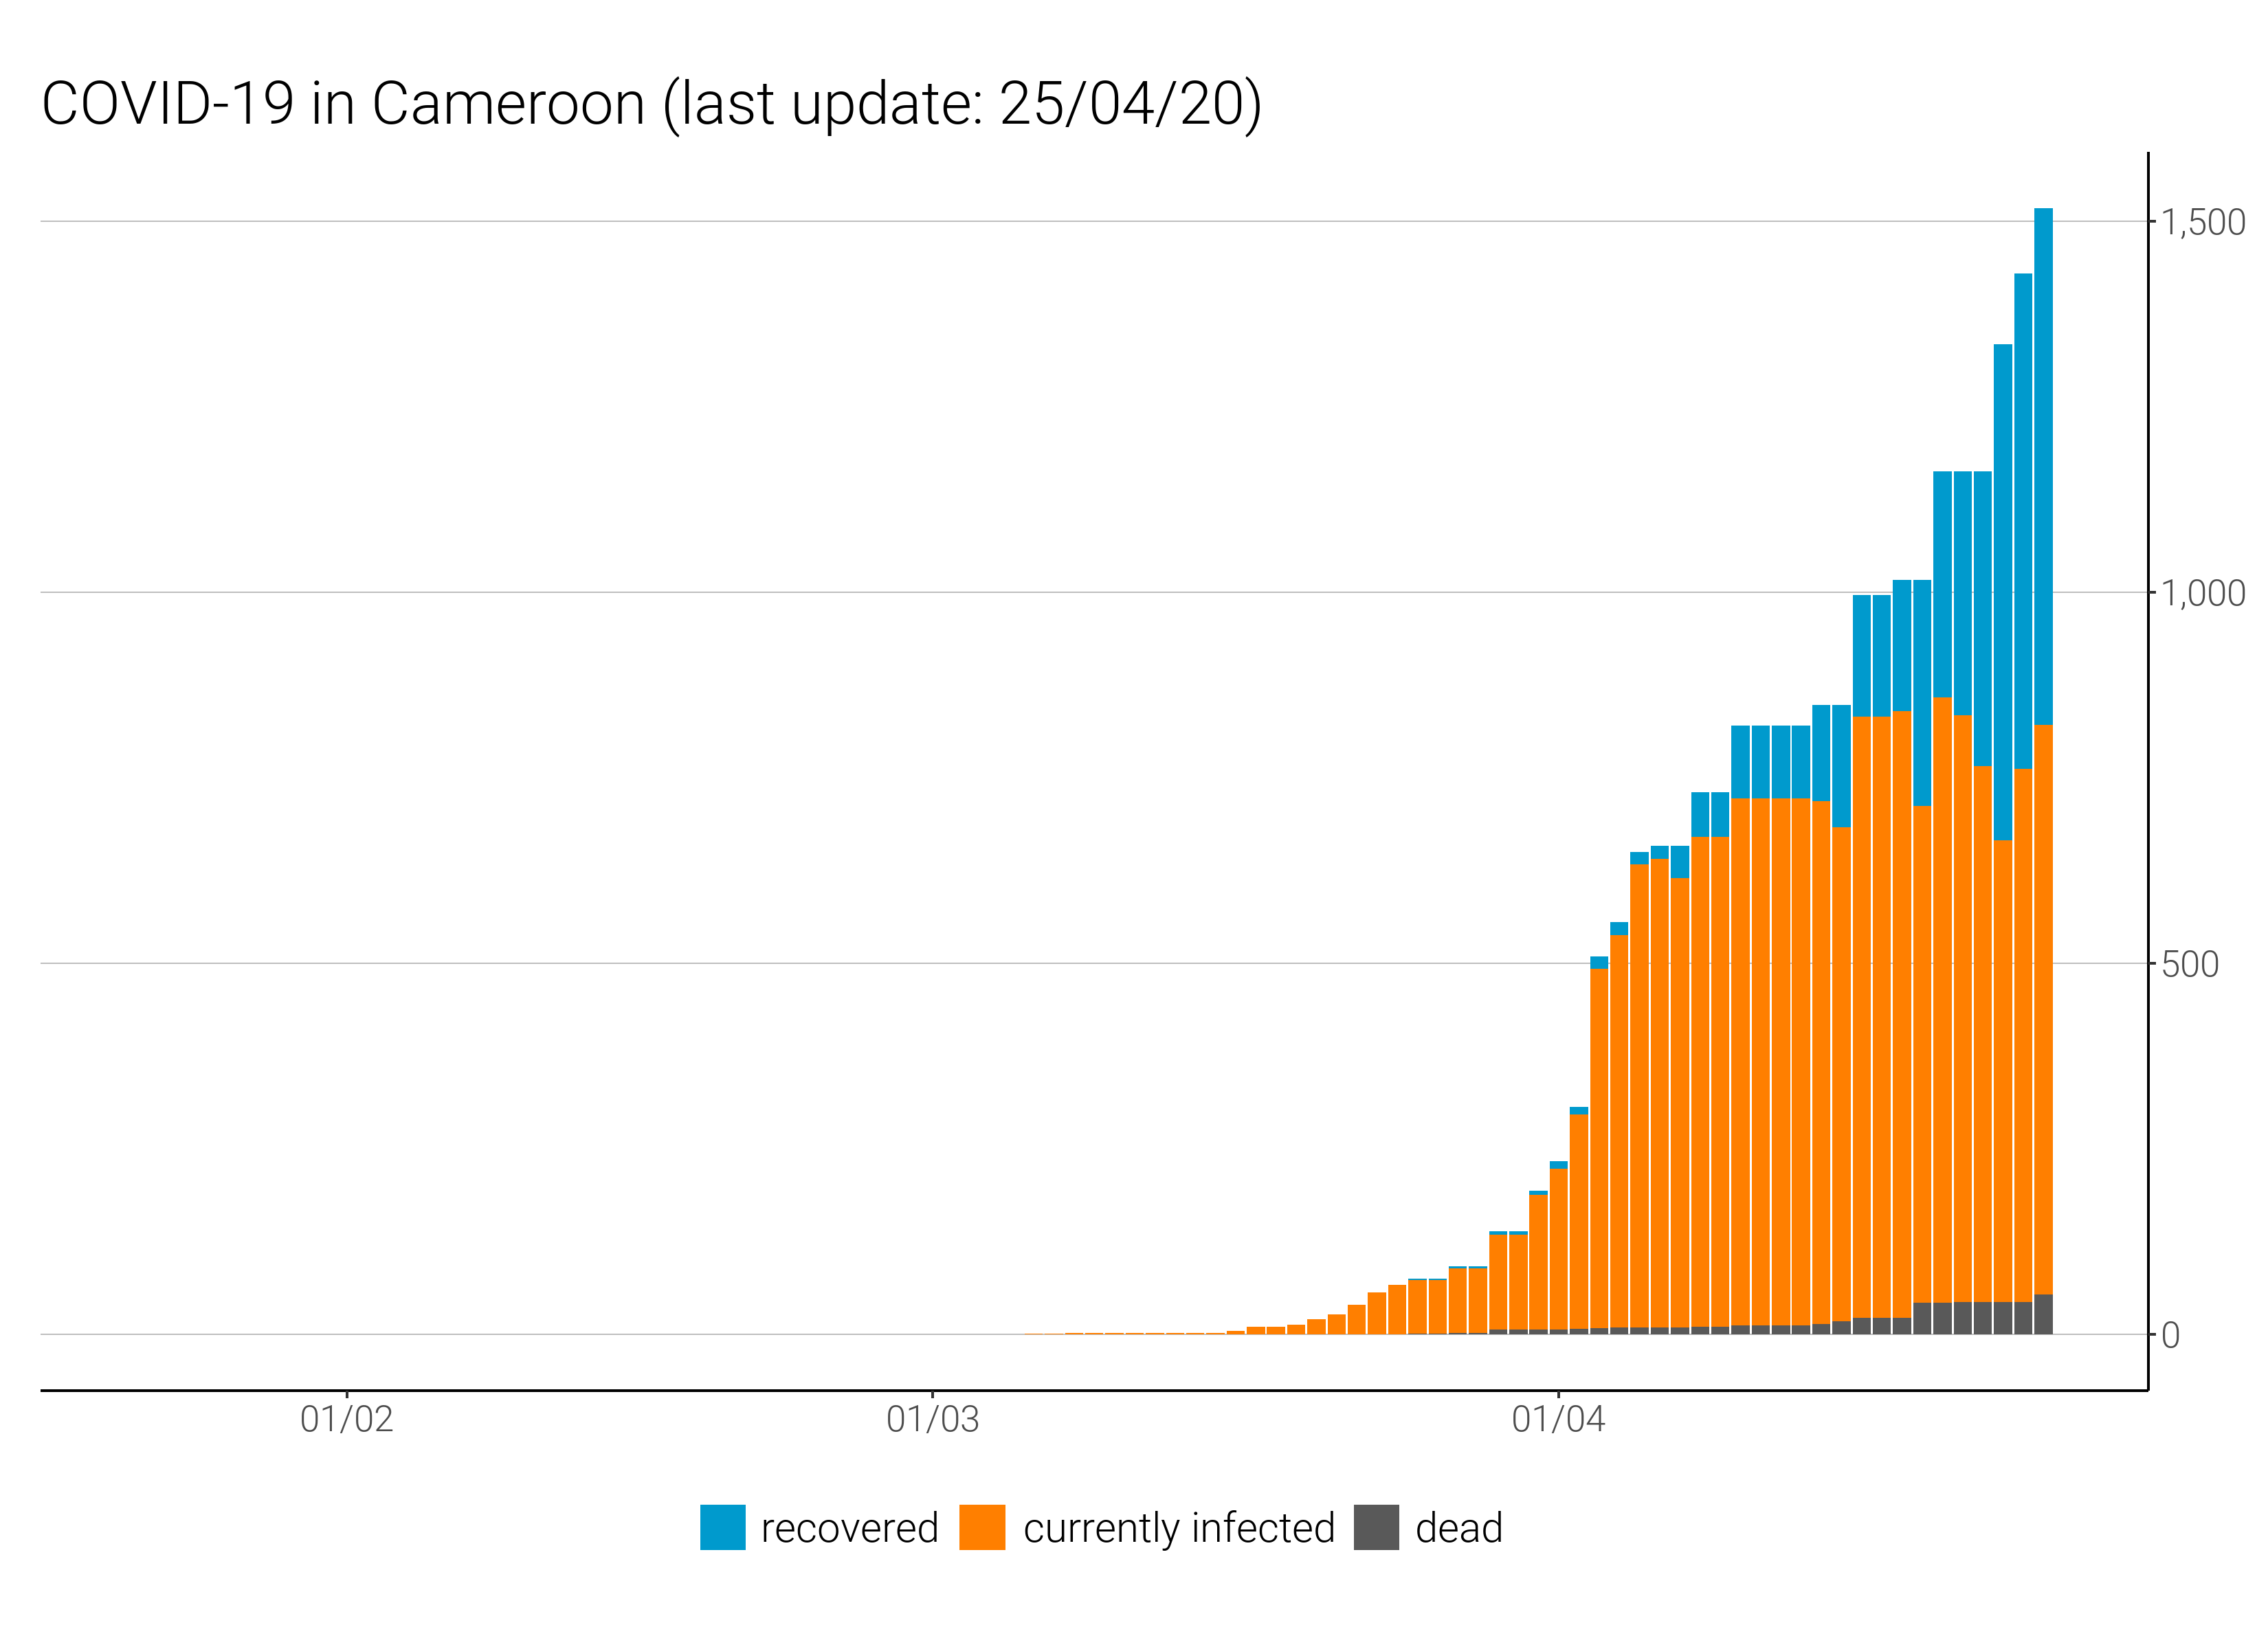 COVID-19 in Cameroon (last update: 25/04/20)
1,500
1,000
500
0
01/02 01/03 01/04
recovered currently infected dead